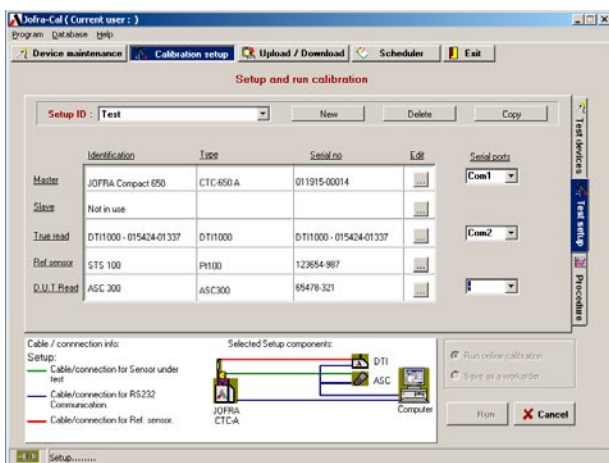 Jofra-Cal ( Current user : )
Program Database Help
Device maintenance Calibration setup Upload / Download Scheduler Exit
Setup and run calibration
Setup ID : Test New Delete Copy
Identification Type Serial no Edit Serial ports
Master JOFRA Compact 650 CTC-650 A 011915-00014 ... Com1
Slave Not in use ...
True read DTI1000 - 015424-01337 DTI1000 DTI1000 - 015424-01337 ... Com2
Ref.sensor STS 100 Pt100 123654-987 ...
D.U.T Read ASC 300 ASC300 65478-321 ...
Test devices
Test setup
Procedure
Cable / connnection info: Selected Setup components:
Setup:
Cable/connection for Sensor under
test
Cable/connection for RS232
Communication.
Cable/connection for Ref. sensor.
DTI
ASC
JOFRA
CTC-A
Computer
Run online calibration
Save as a workorder
Run Cancel
Setup........